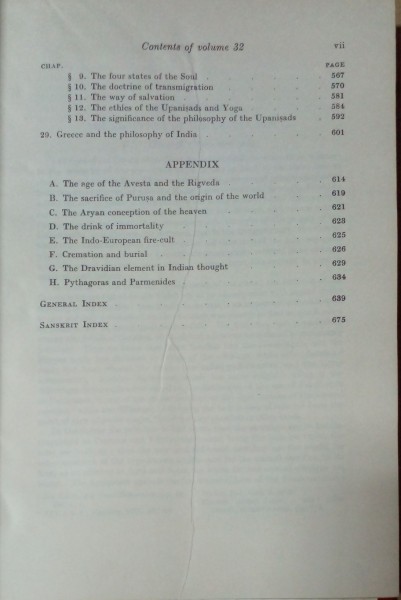 Contents of volume 32 vii
CHAP. PAGE
§ 9. The four states of the Soul . . . . . 567
§ 10. The doctrine of transmigration . . . . 570
§ 11. The way of salvation . . . . . 581
§ 12. The ethics of the Upaniṣads and Yoga . . . 584
§ 13. The significance of the philosophy of the Upaniṣads . 592
29. Greece and the philosophy of India . . . . . 601
APPENDIX
A. The age of the Avesta and the Rigveda . . . . 614
B. The sacrifice of Puruṣa and the origin of the world . . 619
C. The Aryan conception of the heaven . . . . 621
D. The drink of immortality . . . . . 623
E. The Indo-European fire-cult . . . . . 625
F. Cremation and burial . . . . . 626
G. The Dravidian element in Indian thought . . . 629
H. Pythagoras and Parmenides . . . . . 634
GENERAL INDEX . . . . . . . 639
SANSKRIT INDEX . . . . . . . 675